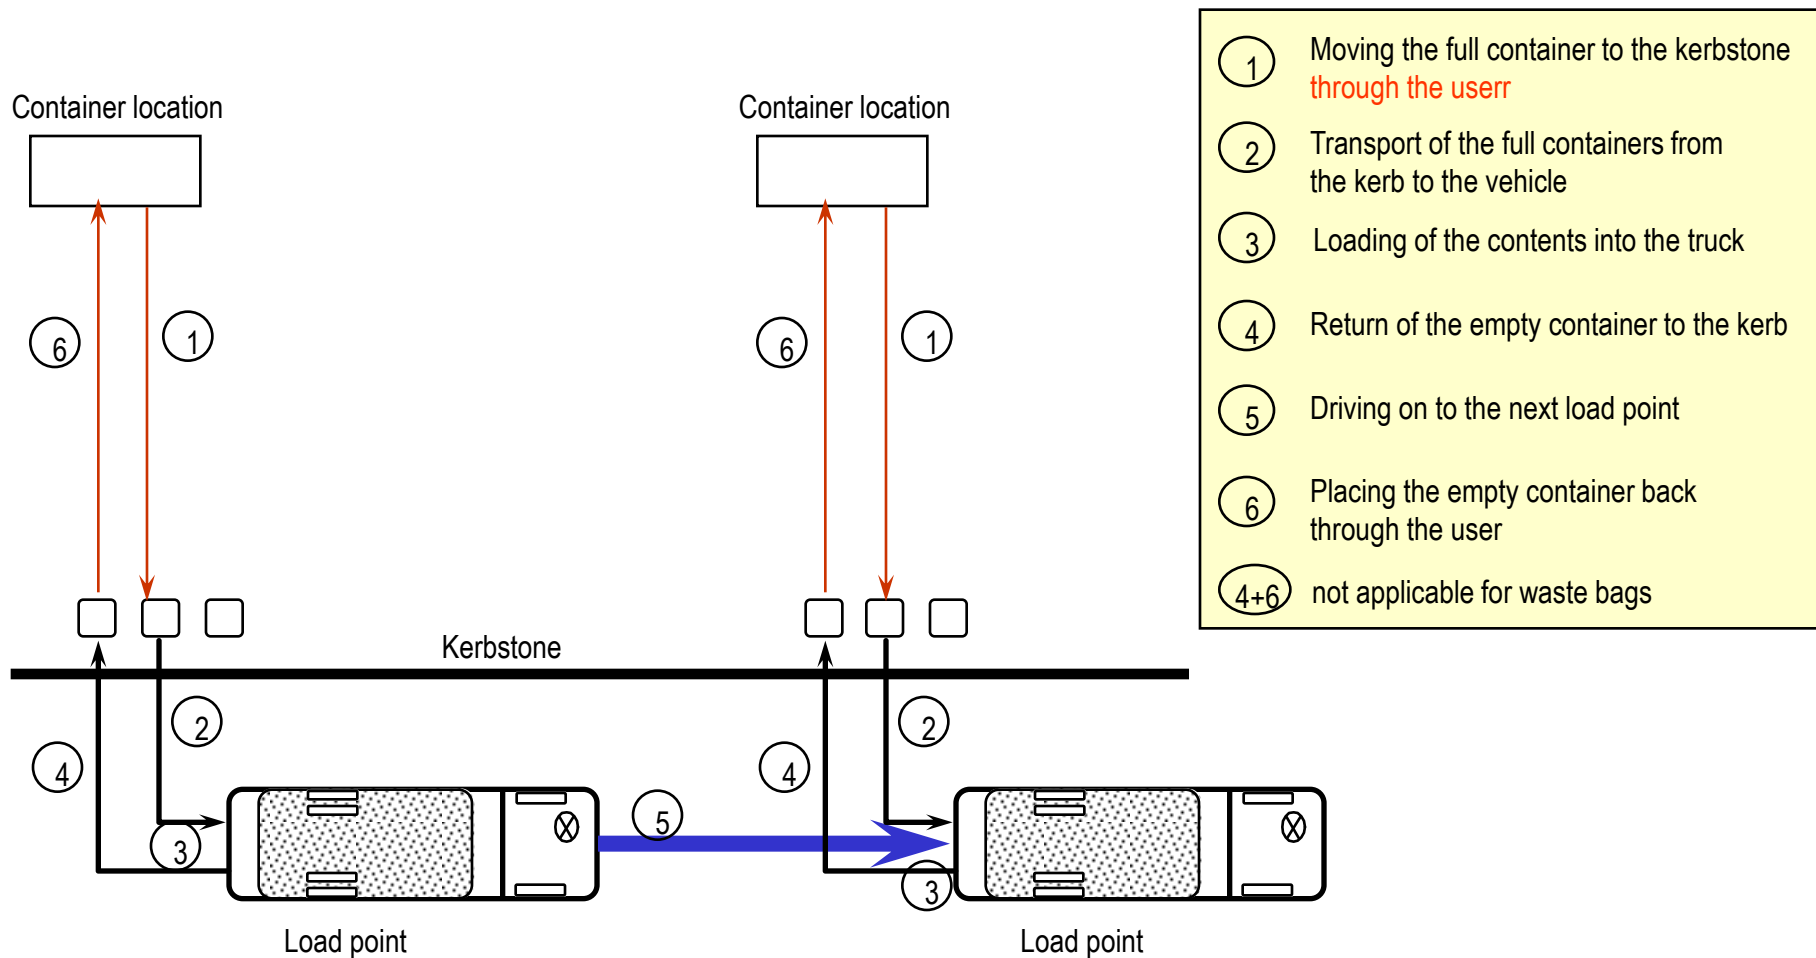 Container location
Container location
6
1
6
1
Kerbstone
2
4
3
5
2
4
3
Load point
Load point
1 Moving the full container to the kerbstone
through the userr
2 Transport of the full containers from
the kerb to the vehicle
3 Loading of the contents into the truck
4 Return of the empty container to the kerb
5 Driving on to the next load point
6 Placing the empty container back
through the user
4+6 not applicable for waste bags